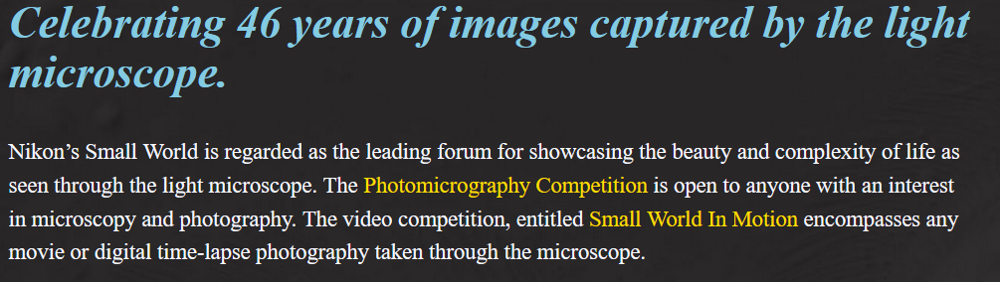 Celebrating 46 years of images captured by the light
microscope.
Nikon’s Small World is regarded as the leading forum for showcasing the beauty and complexity of life as
seen through the light microscope. The Photomicrography Competition is open to anyone with an interest
in microscopy and photography. The video competition, entitled Small World In Motion encompasses any
movie or digital time-lapse photography taken through the microscope.